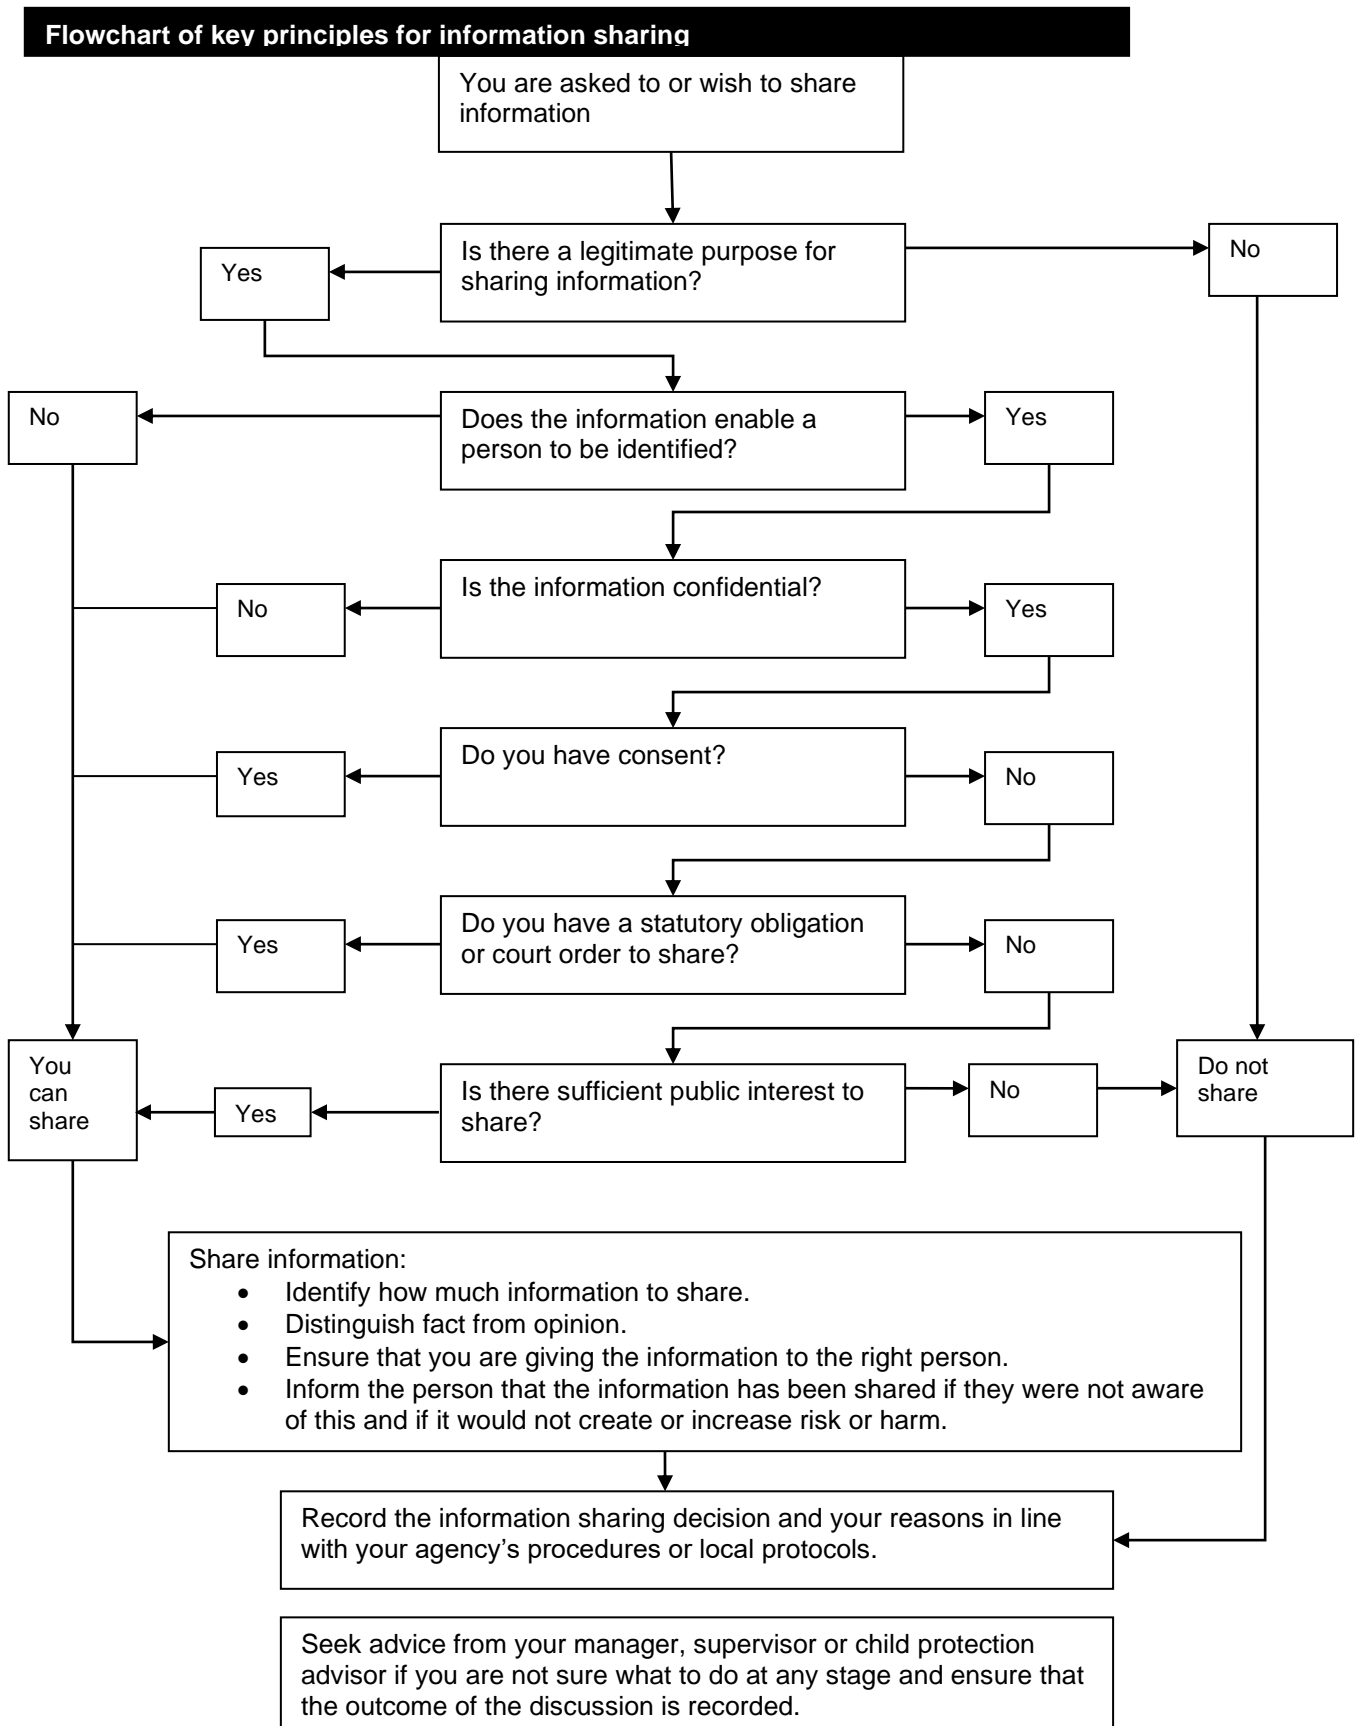 Flowchart of key principles for information sharing
You are asked to or wish to share
information
Is there a legitimate purpose for
sharing information?
Yes
No
Does the information enable a
person to be identified?
No
Yes
Is the information confidential?
No
Yes
Do you have consent?
Yes
No
Do you have a statutory obligation
or court order to share?
Yes
No
You
can
share
Yes
Is there sufficient public interest to
share?
No
Do not
share
Share information:
• Identify how much information to share.
• Distinguish fact from opinion.
• Ensure that you are giving the information to the right person.
• Inform the person that the information has been shared if they were not aware
of this and if it would not create or increase risk or harm.
Record the information sharing decision and your reasons in line
with your agency’s procedures or local protocols.
Seek advice from your manager, supervisor or child protection
advisor if you are not sure what to do at any stage and ensure that
the outcome of the discussion is recorded.